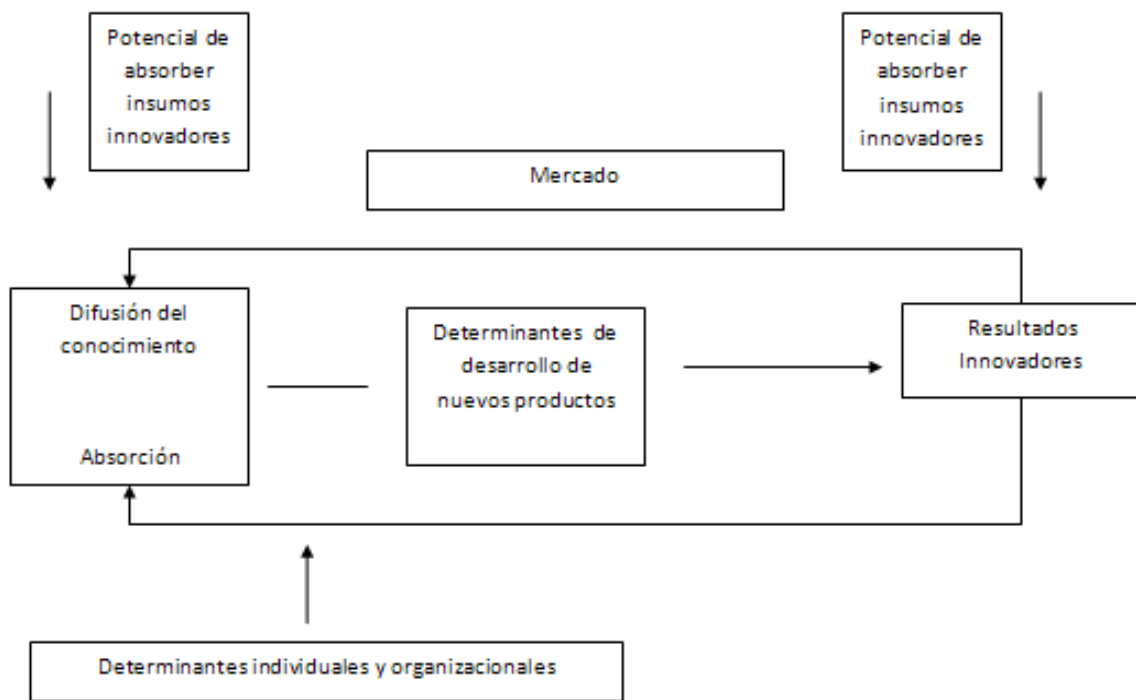 Potencial de
absorber
insumos
innovadores
Potencial de
absorber
insumos
innovadores
Mercado
Difusión del
conocimiento
Absorción
Determinantes de
desarrollo de
nuevos productos
Resultados
Innovadores
Determinantes individuales y organizacionales